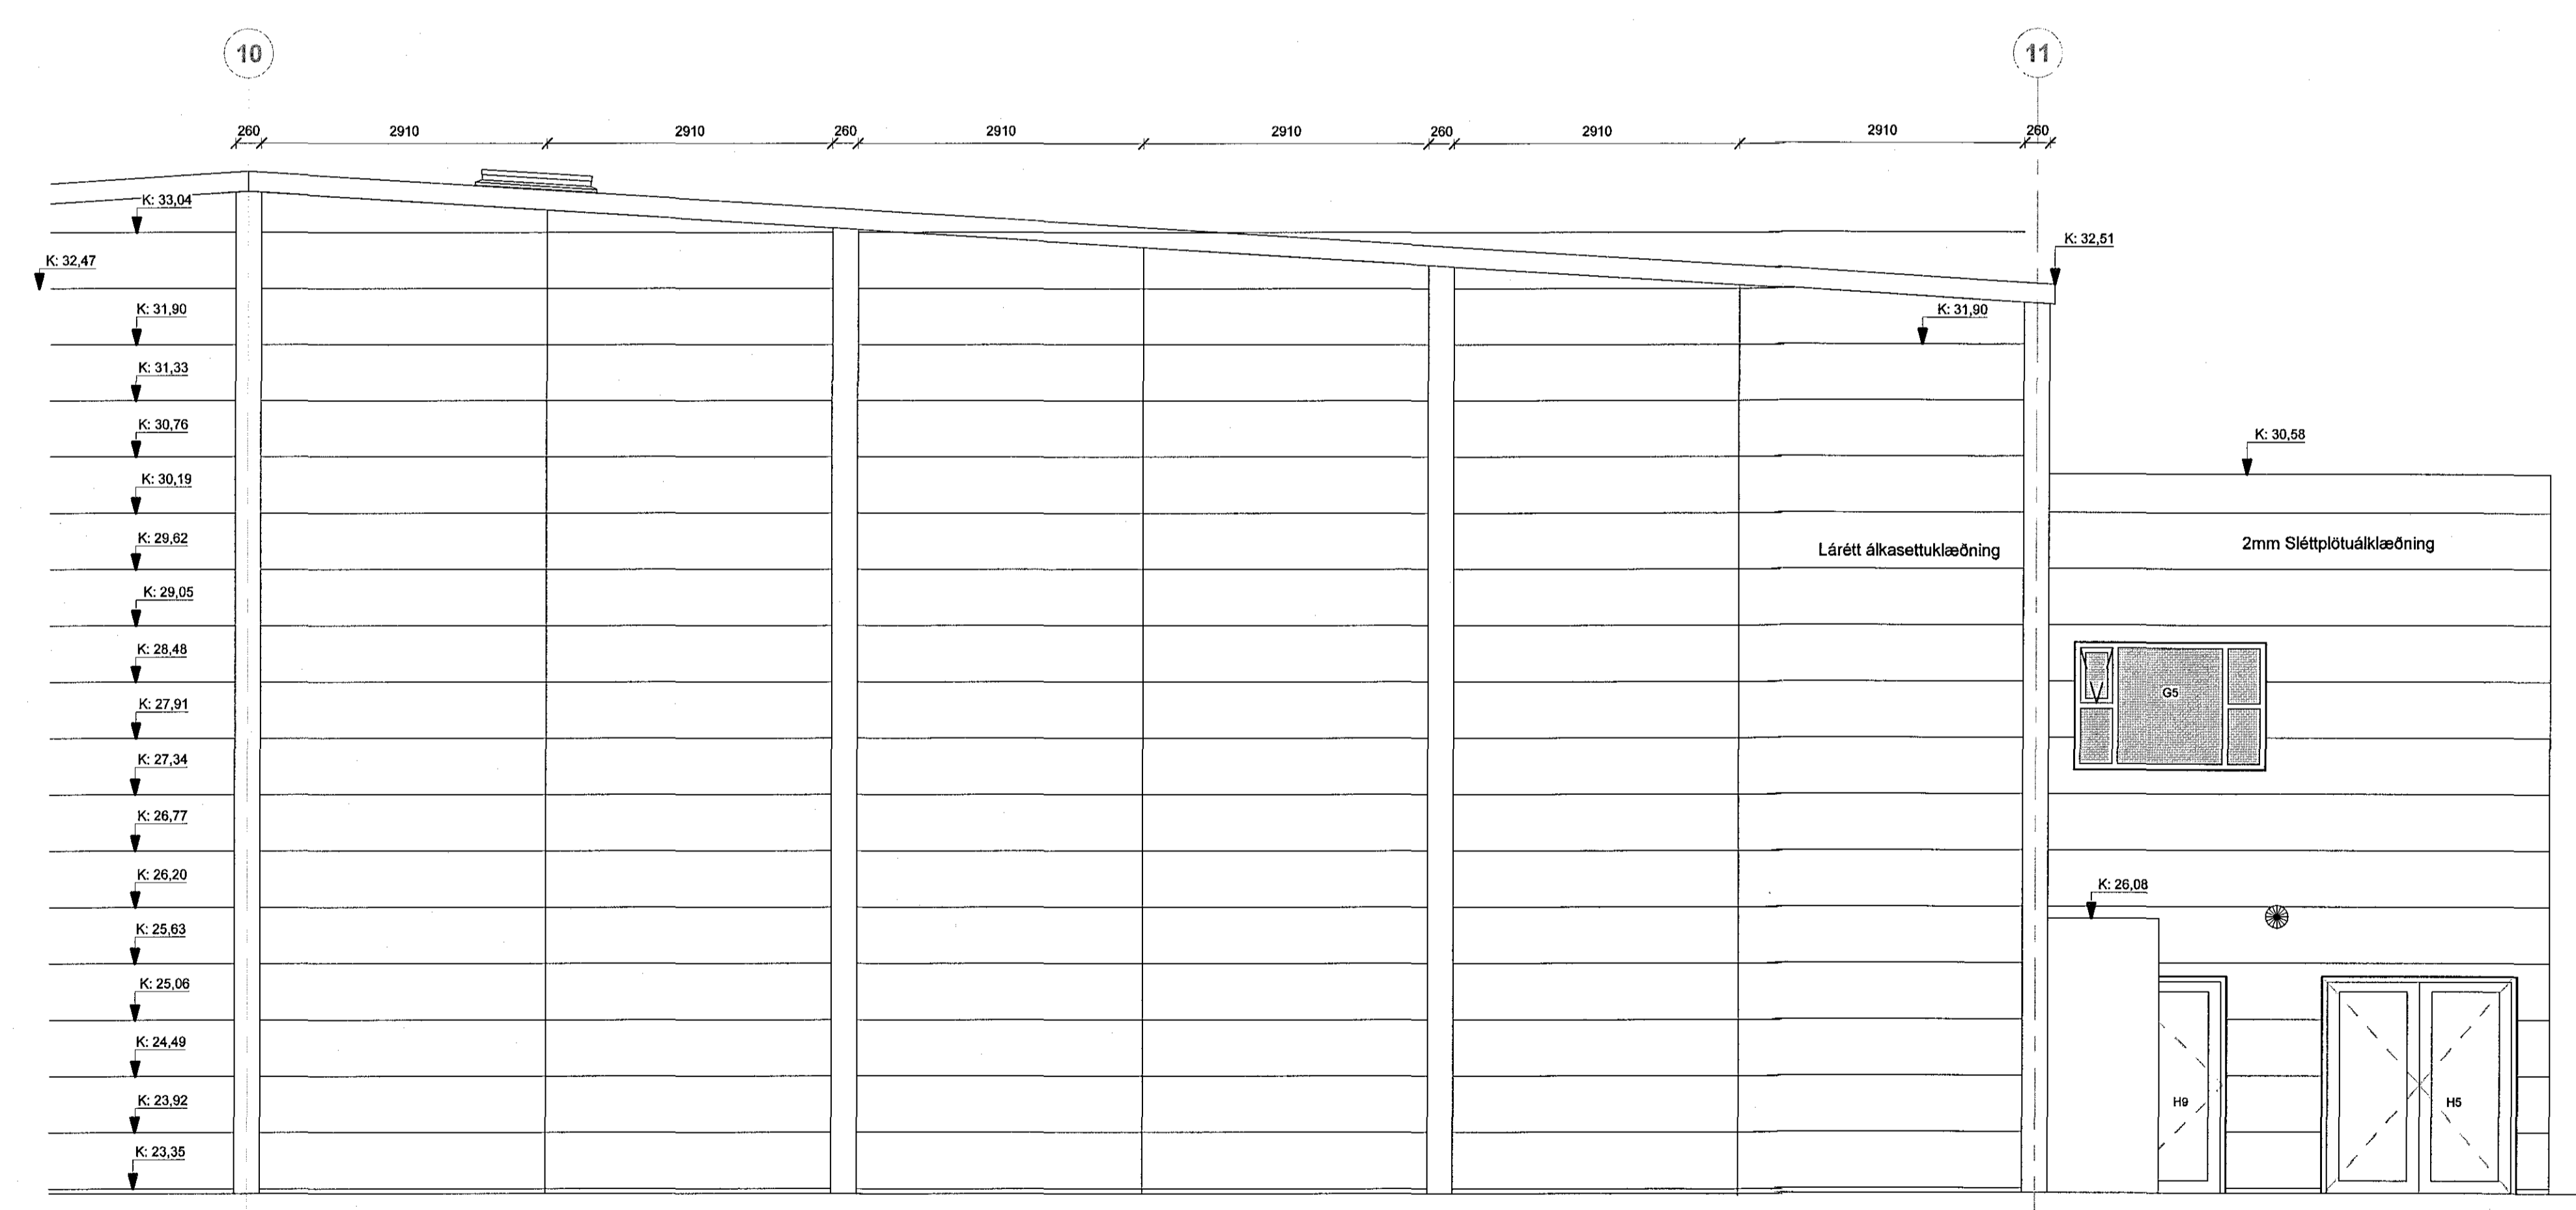 10
11
260
2910
2910
260
2910
2910
260
2910
2910
260
K: 33,04
K: 32,47
K: 32,51
K: 31,90
K: 31,90
K: 31,33
K: 30,76
K: 30,58
K: 30,19
K: 29,62
Lárétt álkasettuklæðning
2mm Sléttplötuálklæðning
K: 29,05
K: 28,48
G5
K: 27,91
K: 27,34
K: 26,77
K: 26,20
K: 26,08
K: 25,63
K: 25,06
K: 24,49
K: 23,92
H9
H5
K: 23,35